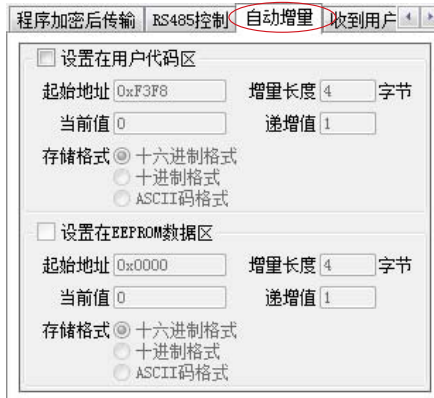 程序加密后传输 RS485控制 自动增量 收到用户
设置在用户代码区
起始地址 0xF3F8 增量长度 4 字节
当前值 0 递增值 1
存储格式 十六进制格式
十进制格式
ASCII码格式
设置在EEPROM数据区
起始地址 0x0000 增量长度 4 字节
当前值 0 递增值 1
存储格式 十六进制格式
十进制格式
ASCII码格式